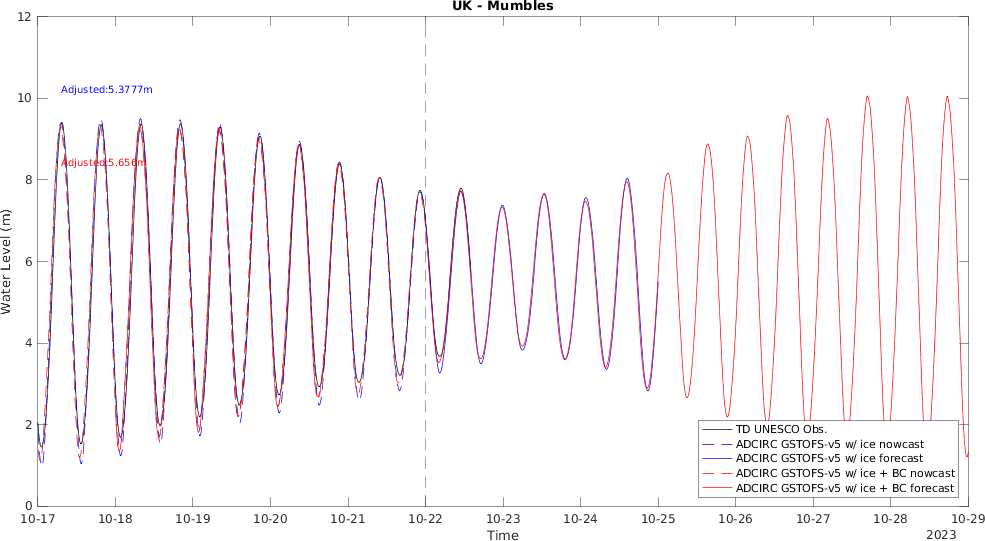 UK - Mumbles
12
10
8
6
4
2
0
Water Level (m)
Adjusted:5.3777m
Adjusted:5.656m
TD UNESCO Obs.
ADCIRC GSTOFS-v5 w/ ice nowcast
ADCIRC GSTOFS-v5 w/ ice forecast
ADCIRC GSTOFS-v5 w/ ice + BC nowcast
ADCIRC GSTOFS-v5 w/ ice + BC forecast
10-17 10-18 10-19 10-20 10-21 10-22 10-23 10-24 10-25 10-26 10-27 10-28 10-29
Time
2023